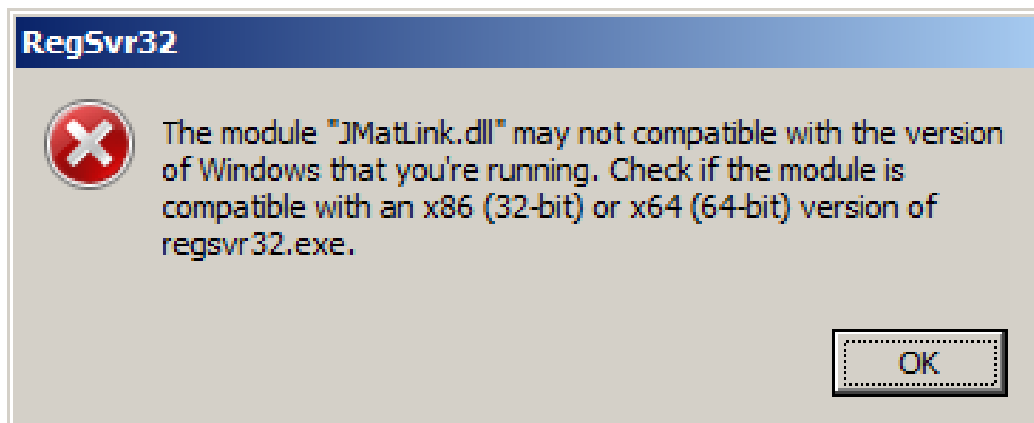 RegSvr32
The module "JMatLink.dll" may not compatible with the version
of Windows that you're running. Check if the module is
compatible with an x86 (32-bit) or x64 (64-bit) version of
regsvr32.exe.
OK